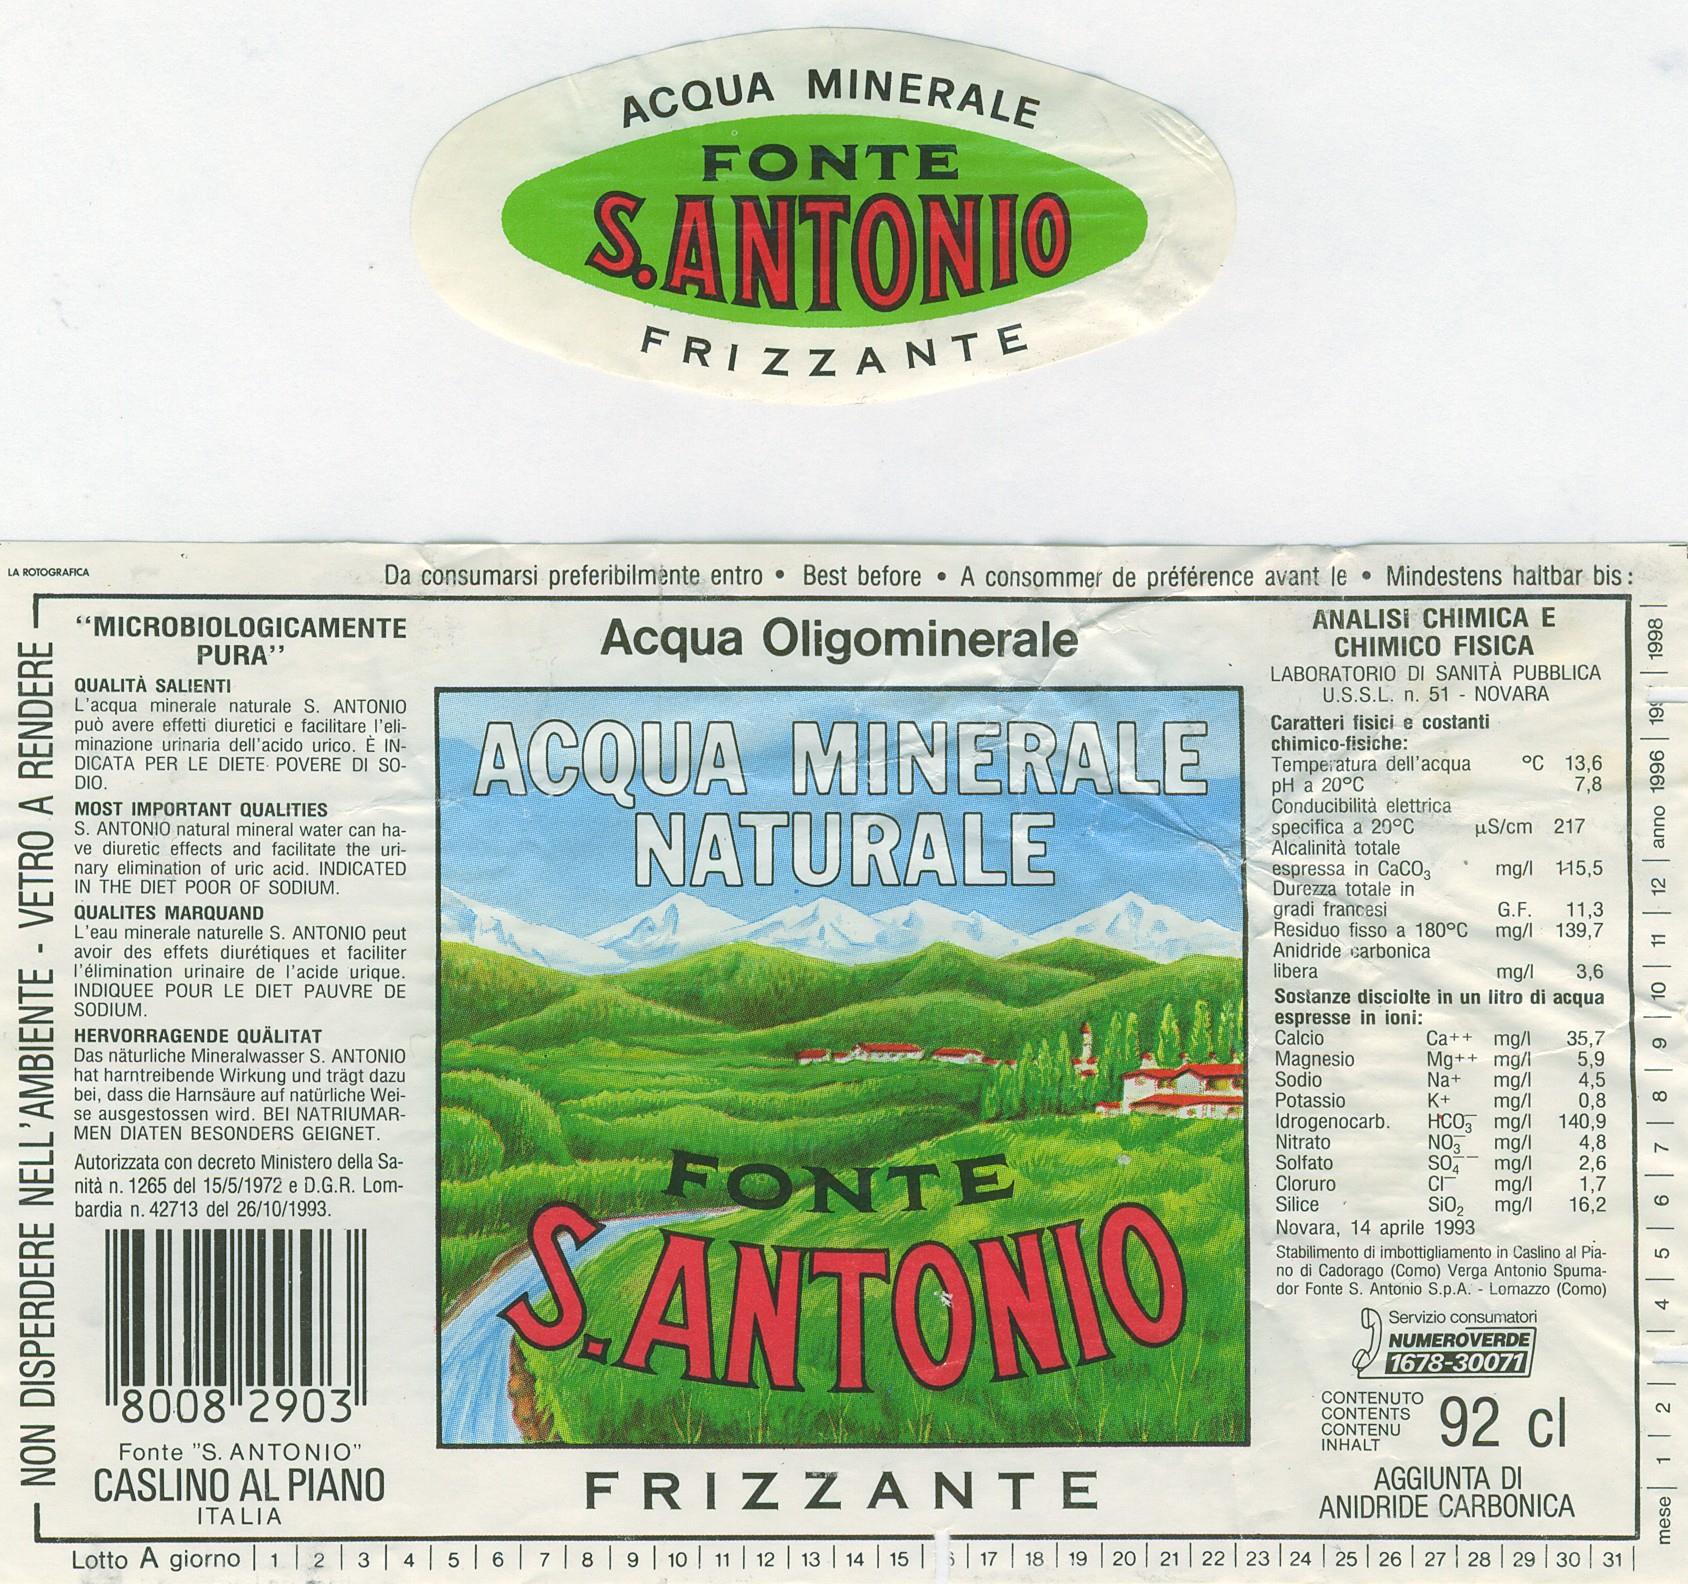 ACQUA MINERALE
FONTE
S.ANTONIO
FRIZZANTE
LA ROTOGRAFICA
Da consumarsi preferibilmente entro • Best before • A consommer de préférence avant le • Mindestens haltbar bis:
NON DISPERDERE NELL'AMBIENTE - VETRO A RENDERE
"MICROBIOLOGICAMENTE
PURA"
QUALITÀ SALIENTI
L'acqua minerale naturale S. ANTONIO
può avere effetti diuretici e facilitare l'eli-
minazione urinaria dell'acido urico. È IN-
DICATA PER LE DIETE POVERE DI SO-
DIO.
MOST IMPORTANT QUALITIES
S. ANTONIO natural mineral water can ha-
ve diuretic effects and facilitate the uri-
nary elimination of uric acid. INDICATED
IN THE DIET POOR OF SODIUM.
QUALITES MARQUAND
L'eau minerale naturelle S. ANTONIO peut
avoir des effets diurétiques et faciliter
l'élimination urinaire de l'acide urique.
INDIQUEE POUR LE DIET PAUVRE DE
SODIUM.
HERVORRAGENDE QUÄLITAT
Das näturliche Mineralwasser S. ANTONIO
hat harntreibende Wirkung und trägt dazu
bei, dass die Harnsäure auf natürliche Wei-
se ausgestossen wird. BEI NATRIUMAR-
MEN DIATEN BESONDERS GEIGNET.
Autorizzata con decreto Ministero della Sa-
nità n. 1265 del 15/5/1972 e D.G.R. Lom-
bardia n. 42713 del 26/10/1993.
8008 2903
Fonte "S. ANTONIO"
CASLINO AL PIANO
ITALIA
Acqua Oligominerale
ACQUA MINERALE
NATURALE
FONTE
S.ANTONIO
FRIZZANTE
ANALISI CHIMICA E
CHIMICO FISICA
LABORATORIO DI SANITÀ PUBBLICA
U.S.S.L. n. 51 - NOVARA
Caratteri fisici e costanti
chimico-fisiche:
Temperatura dell'acqua °C 13,6
pH a 20°C 7,8
Conducibilità elettrica
specifica a 20°C µS/cm 217
Alcalinità totale
espressa in CaCO₃ mg/l 115,5
Durezza totale in
gradi francesi G.F. 11,3
Residuo fisso a 180°C mg/l 139,7
Anidride carbonica
libera mg/l 3,6
Sostanze disciolte in un litro di acqua
espresse in ioni:
Calcio Ca++ mg/l 35,7
Magnesio Mg++ mg/l 5,9
Sodio Na+ mg/l 4,5
Potassio K+ mg/l 0,8
Idrogenocarb. HCO₃⁻ mg/l 140,9
Nitrato NO₃⁻ mg/l 4,8
Solfato SO₄⁻⁻ mg/l 2,6
Cloruro Cl⁻ mg/l 1,7
Silice SiO₂ mg/l 16,2
Novara, 14 aprile 1993
Stabilimento di imbottigliamento in Caslino al Pia-
no di Cadorago (Como) Verga Antonio Spuma-
dor Fonte S. Antonio S.p.A. - Lomazzo (Como)
Servizio consumatori
NUMEROVERDE
1678-30071
CONTENUTO
CONTENTS
CONTENU
INHALT
92 cl
AGGIUNTA DI
ANIDRIDE CARBONICA
mese | 1 | 2 | | 4 | 5 | 6 | 7 | 8 | 9 | 10 | 11 | 12 | anno 1996 | 199 | 1998 |
Lotto A giorno | 1 | 2 | 3 | 4 | 5 | 6 | 7 | 8 | 9 | 10 | 11 | 12 | 13 | 14 | 15 | 6 | 17 | 18 | 19 | 20 | 21 | 22 | 23 | 24 | 25 | 26 | 27 | 28 | 29 | 30 | 31 |